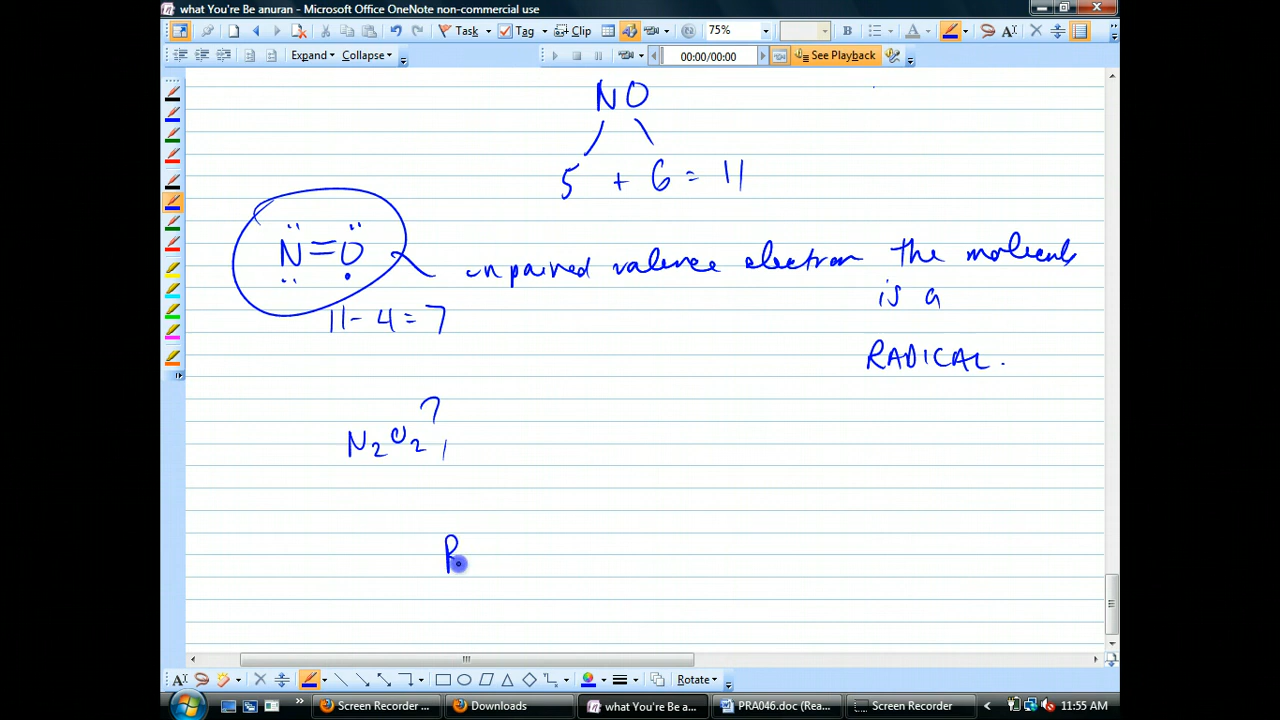 what You're Be anuran - Microsoft Office OneNote non-commercial use
Task Tag Clip 75% B
Expand Collapse 00:00/00:00 See Playback
NO
5 + 6 = 11
N=O
unpaired valence electron the molecule
is a
11 - 4 = 7
RADICAL.
N2O2?
Rotate
Screen Recorder ... Downloads what You're Be a... PRA046.doc (Rea... Screen Recorder 11:55 AM